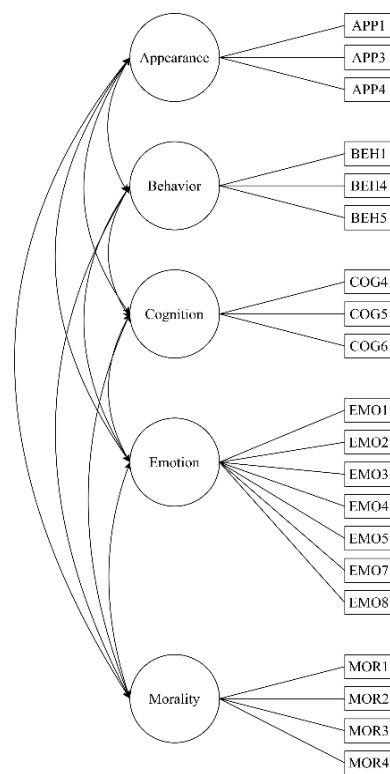 Appearance
APP1
APP3
APP4
Behavior
BEH1
BEH4
BEH5
Cognition
COG4
COG5
COG6
Emotion
EMO1
EMO2
EMO3
EMO4
EMO5
EMO7
EMO8
Morality
MOR1
MOR2
MOR3
MOR4